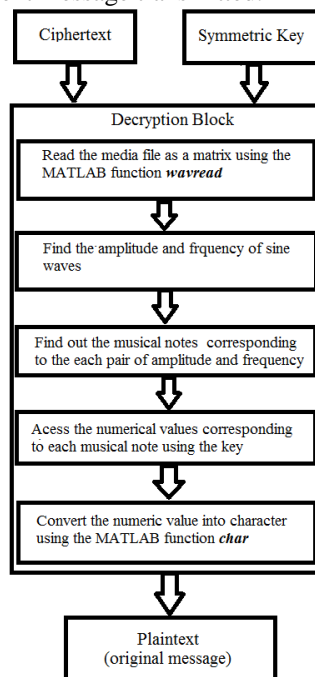 Ciphertext
Symmetric Key
Decryption Block
Read the media file as a matrix using the
MATLAB function wavread
Find the amplitude and frquency of sine
waves
Find out the musical notes corresponding
to the each pair of amplitude and frequency
Acess the numerical values corresponding
to each musical note using the key
Convert the numeric value into character
using the MATLAB function char
Plaintext
(original message)